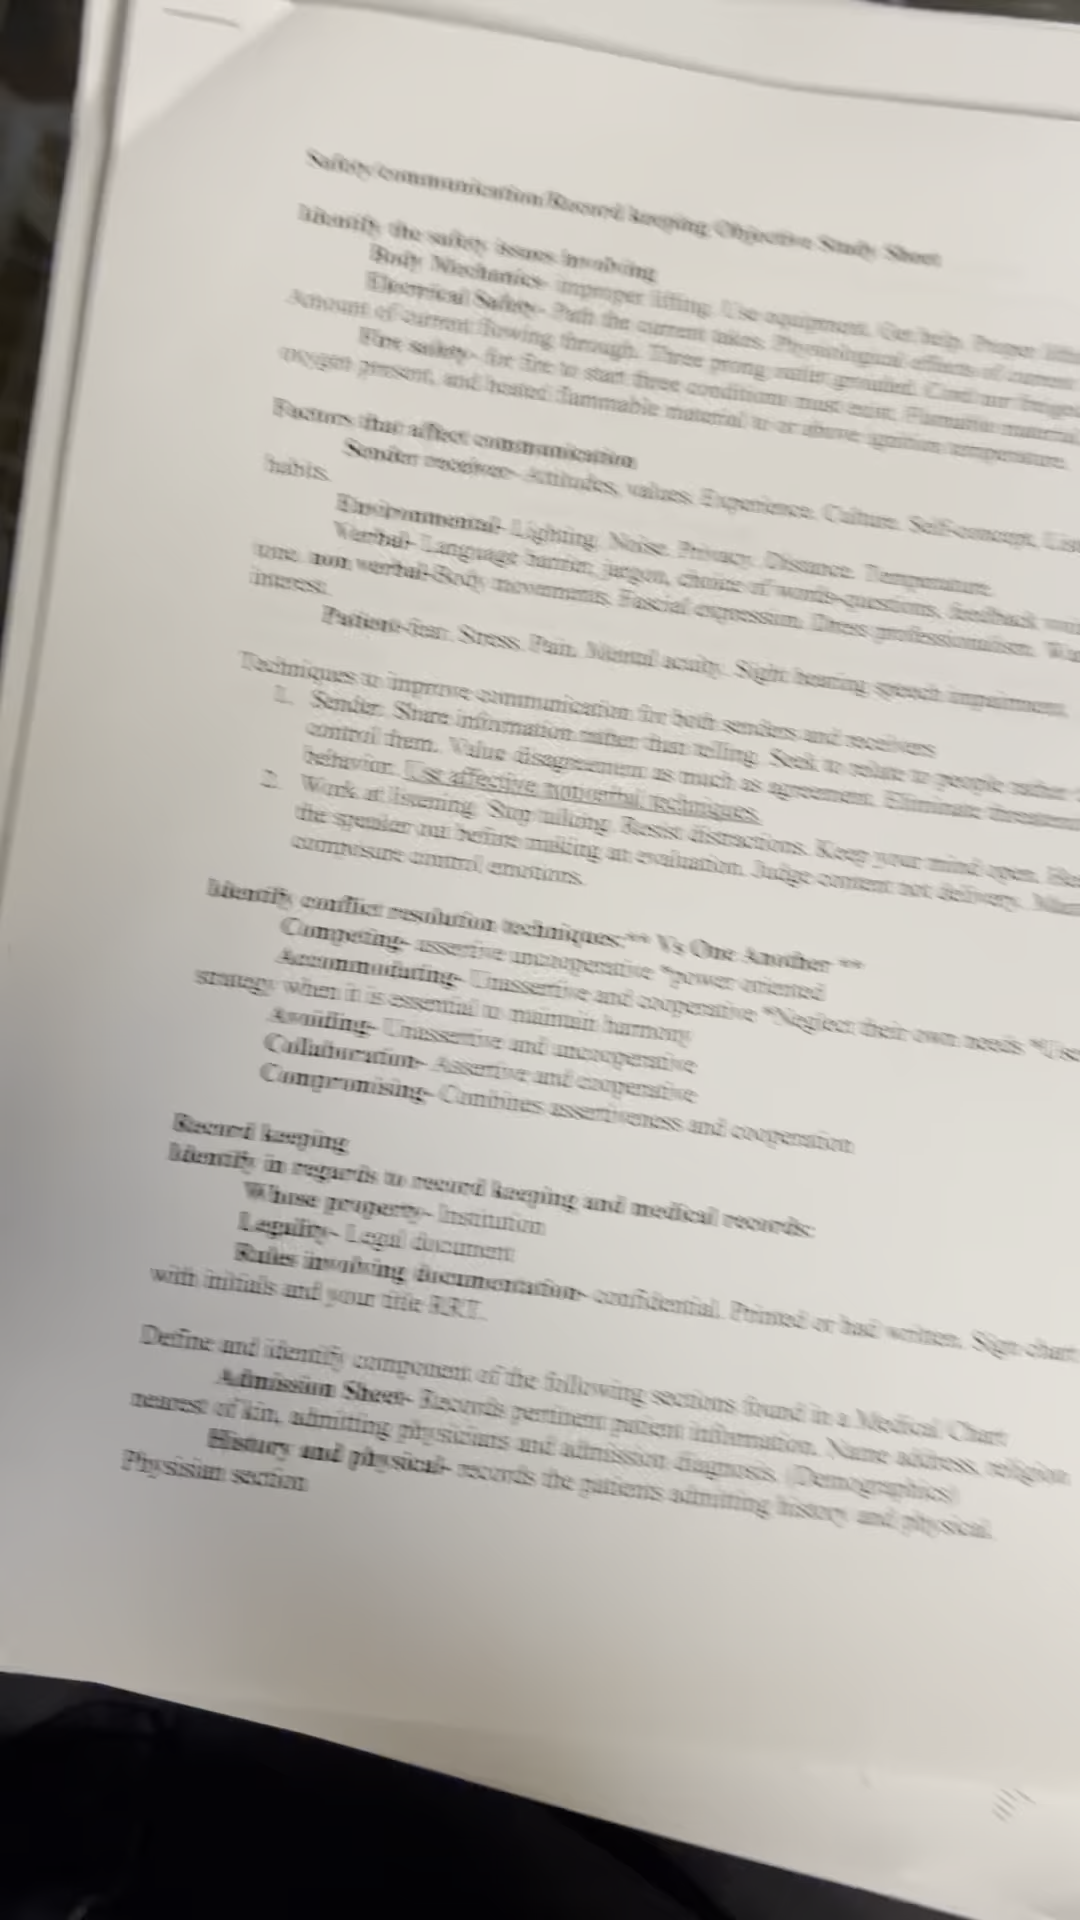 Safety/communication/Record keeping Objective Study Sheet
Identify the safety issues involving
Body Mechanics- improper lifting. Use equipment. Get help. Proper
Electrical Safety- Path the current takes. Physiological effects of current
Amount of current flowing through. Three prong outlet grounded. Cord
Fire safety- for fire to start three conditions must exist. Flamable material,
oxygen present, and heated flammable material to or above ignition temperature.
Factors that affect communication
Sender receiver- Attitudes, values. Experience. Culture. Self-concept.
habits.
Environmental- Lighting. Noise. Privacy. Distance. Temperature.
Verbal- Language barrier, jargon, choice of words-questions, feedback
tone. non verbal-Body movements. Fascial expression. Dress professionalism.
interest.
Patient-fear. Stress. Pain. Mental acuity. Sight hearing speech impairment.
Techniques to improve communication for both senders and receivers
1. Sender. Share information rather than telling. Seek to relate to people rather
control them. Value disagreement as much as agreement. Eliminate
behavior. Use affective nonverbal techniques.
2. Work at listening. Stop talking. Resist distractions. Keep your mind open.
the speaker out before making an evaluation. Judge content not delivery.
composure control emotions.
Identify conflict resolution techniques:** Vs One Another **
Competing- assertive uncooperative *power oriented
Accommodating- Unassertive and cooperative *Neglect their own needs
strategy when it is essential to maintain harmony
Avoiding- Unassertive and uncooperative
Collaboration- Assertive and cooperative
Compromising- Combines assertiveness and cooperation
Record keeping
Identify in regards to record keeping and medical records:
Whose property- Institution
Legality- Legal document
Rules involving documentation- confidential. Printed or had written. Sign chart
with initials and your title RRT.
Define and identify component of the following sections found in a Medical Chart
Admission Sheet- Records pertinent patient information. Name address, religion
nearest of kin, admitting physicians and admission diagnosis. (Demographics)
History and physical- records the patients admitting history and physical.
Physisian section